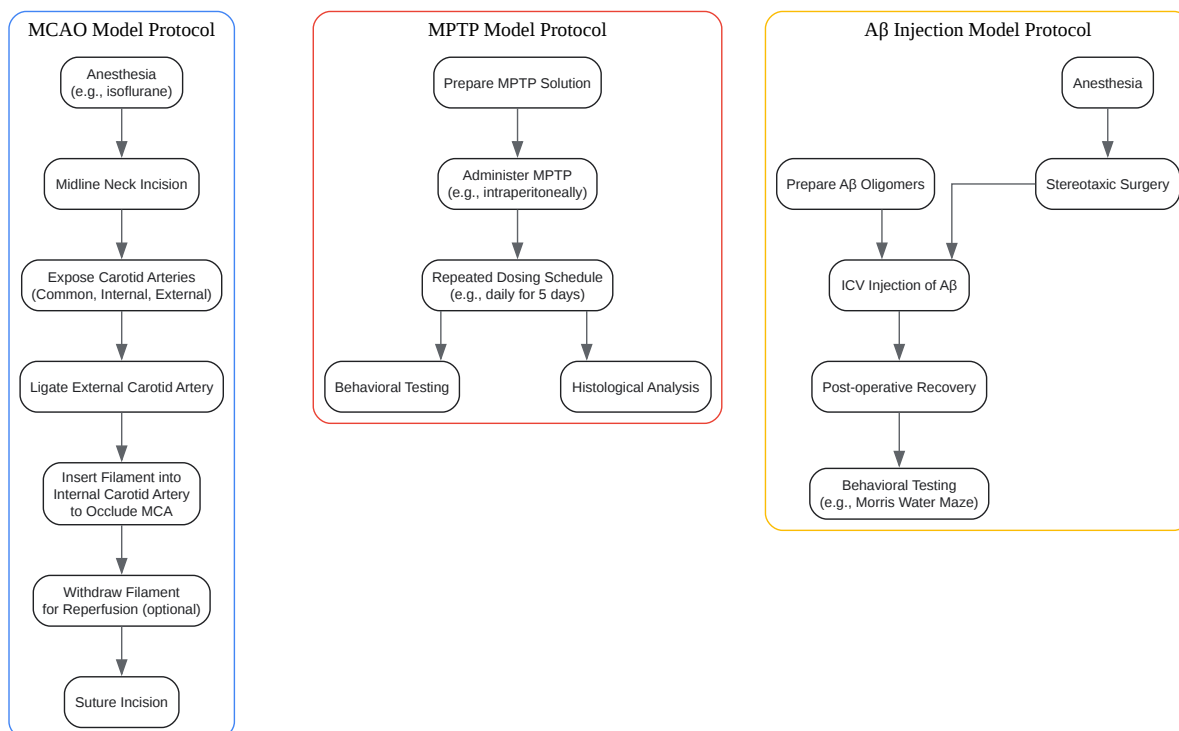 MCAO Model Protocol
Anesthesia
(e.g., isoflurane)
Midline Neck Incision
Expose Carotid Arteries
(Common, Internal, External)
Ligate External Carotid Artery
Insert Filament into
Internal Carotid Artery
to Occlude MCA
Withdraw Filament
for Reperfusion (optional)
Suture Incision
MPTP Model Protocol
Prepare MPTP Solution
Administer MPTP
(e.g., intraperitoneally)
Repeated Dosing Schedule
(e.g., daily for 5 days)
Behavioral Testing
Histological Analysis
Aβ Injection Model Protocol
Anesthesia
Prepare Aβ Oligomers
Stereotaxic Surgery
ICV Injection of Aβ
Post-operative Recovery
Behavioral Testing
(e.g., Morris Water Maze)